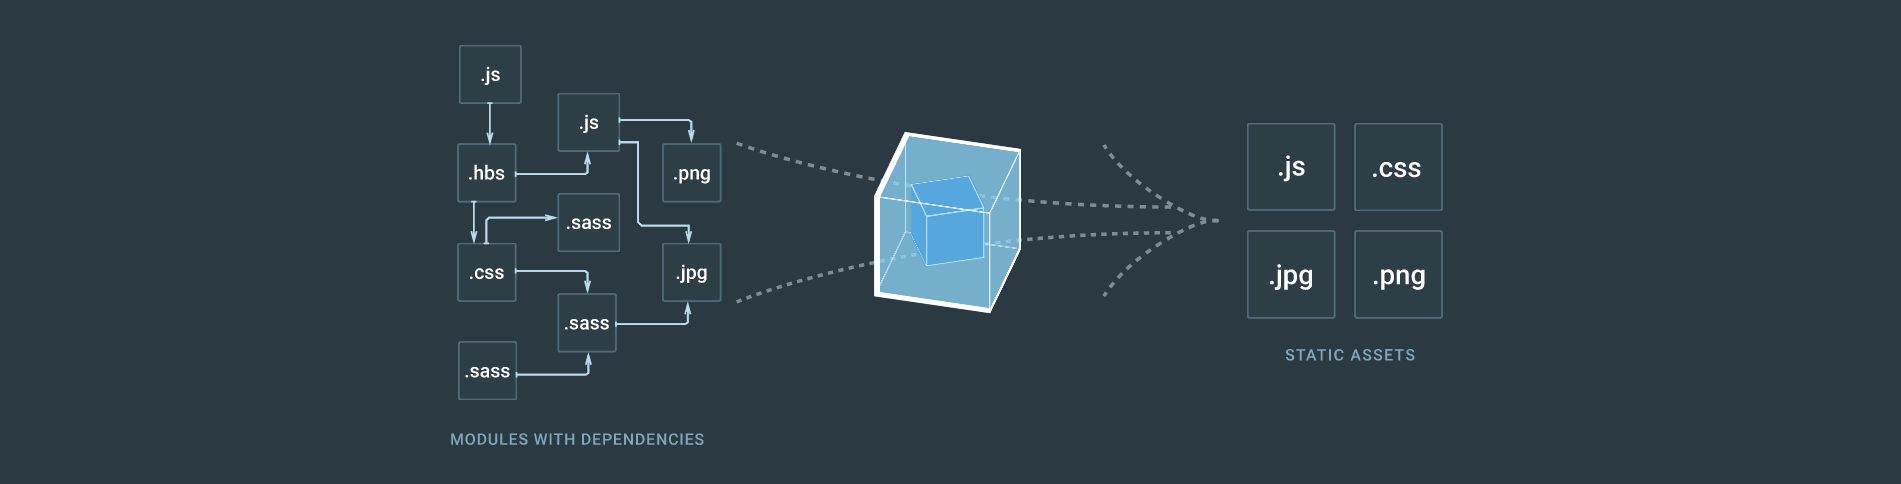 .js
.js
.hbs
.png
.sass
.css
.jpg
.sass
.sass
MODULES WITH DEPENDENCIES
.js
.css
.jpg
.png
STATIC ASSETS